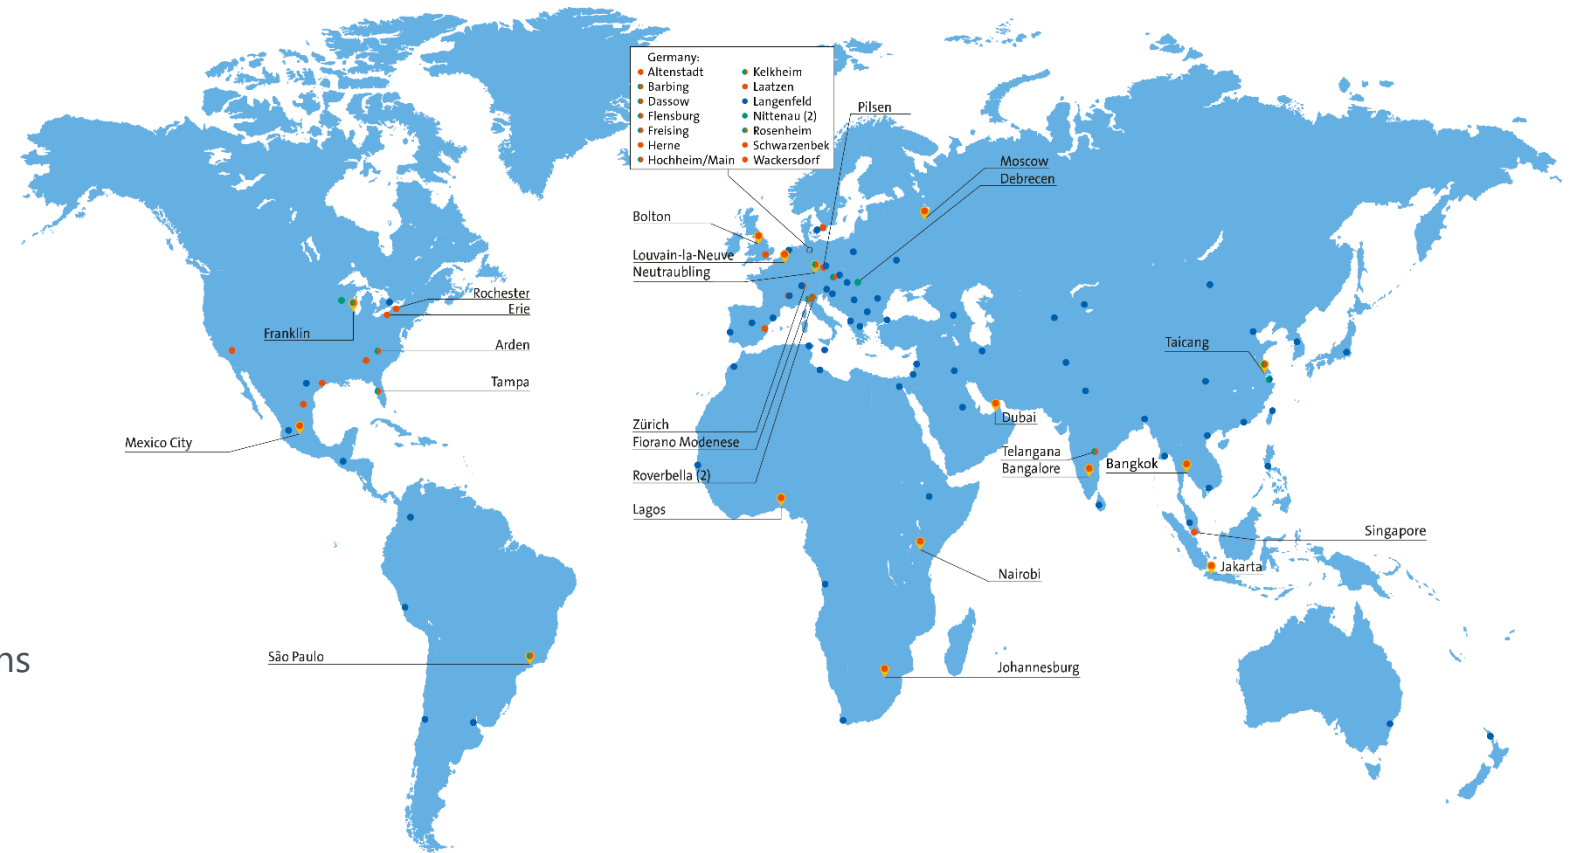 Germany:
Altenstadt
Barbing
Dassow
Flensburg
Freising
Herne
Hochheim/Main
Kelkheim
Laatzen
Langenfeld
Nittenau (2)
Rosenheim
Schwarzenbek
Wackersdorf
Pilsen
Moscow
Debrecen
Bolton
Louvain-la-Neuve
Neutraubling
Rochester
Erie
Franklin
Arden
Tampa
Mexico City
Taicang
Zürich
Fiorano Modenese
Roverbella (2)
Lagos
Dubai
Telangana
Bangalore
Bangkok
Singapore
Jakarta
Nairobi
São Paulo
Johannesburg
ns